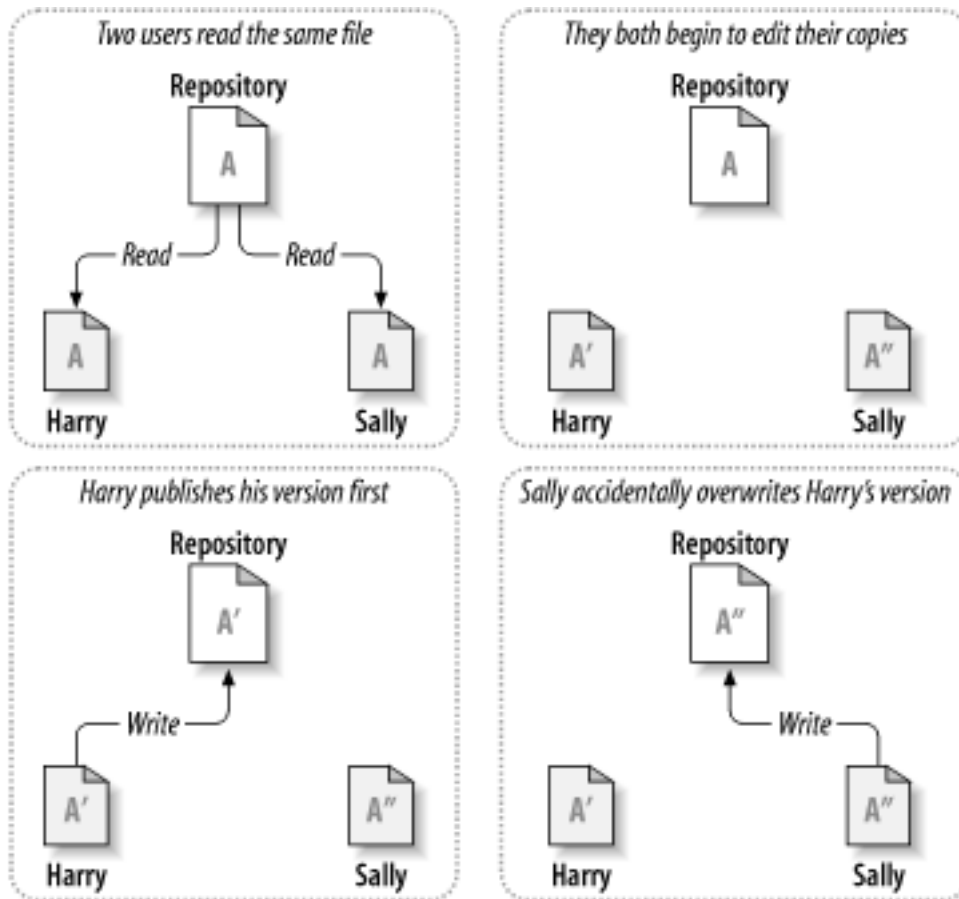 Two users read the same file
Repository
A
Read
Read
A
A
Harry
Sally
They both begin to edit their copies
Repository
A
A'
A"
Harry
Sally
Harry publishes his version first
Repository
A'
Write
A'
A"
Harry
Sally
Sally accidentally overwrites Harry's version
Repository
A"
Write
A'
A"
Harry
Sally